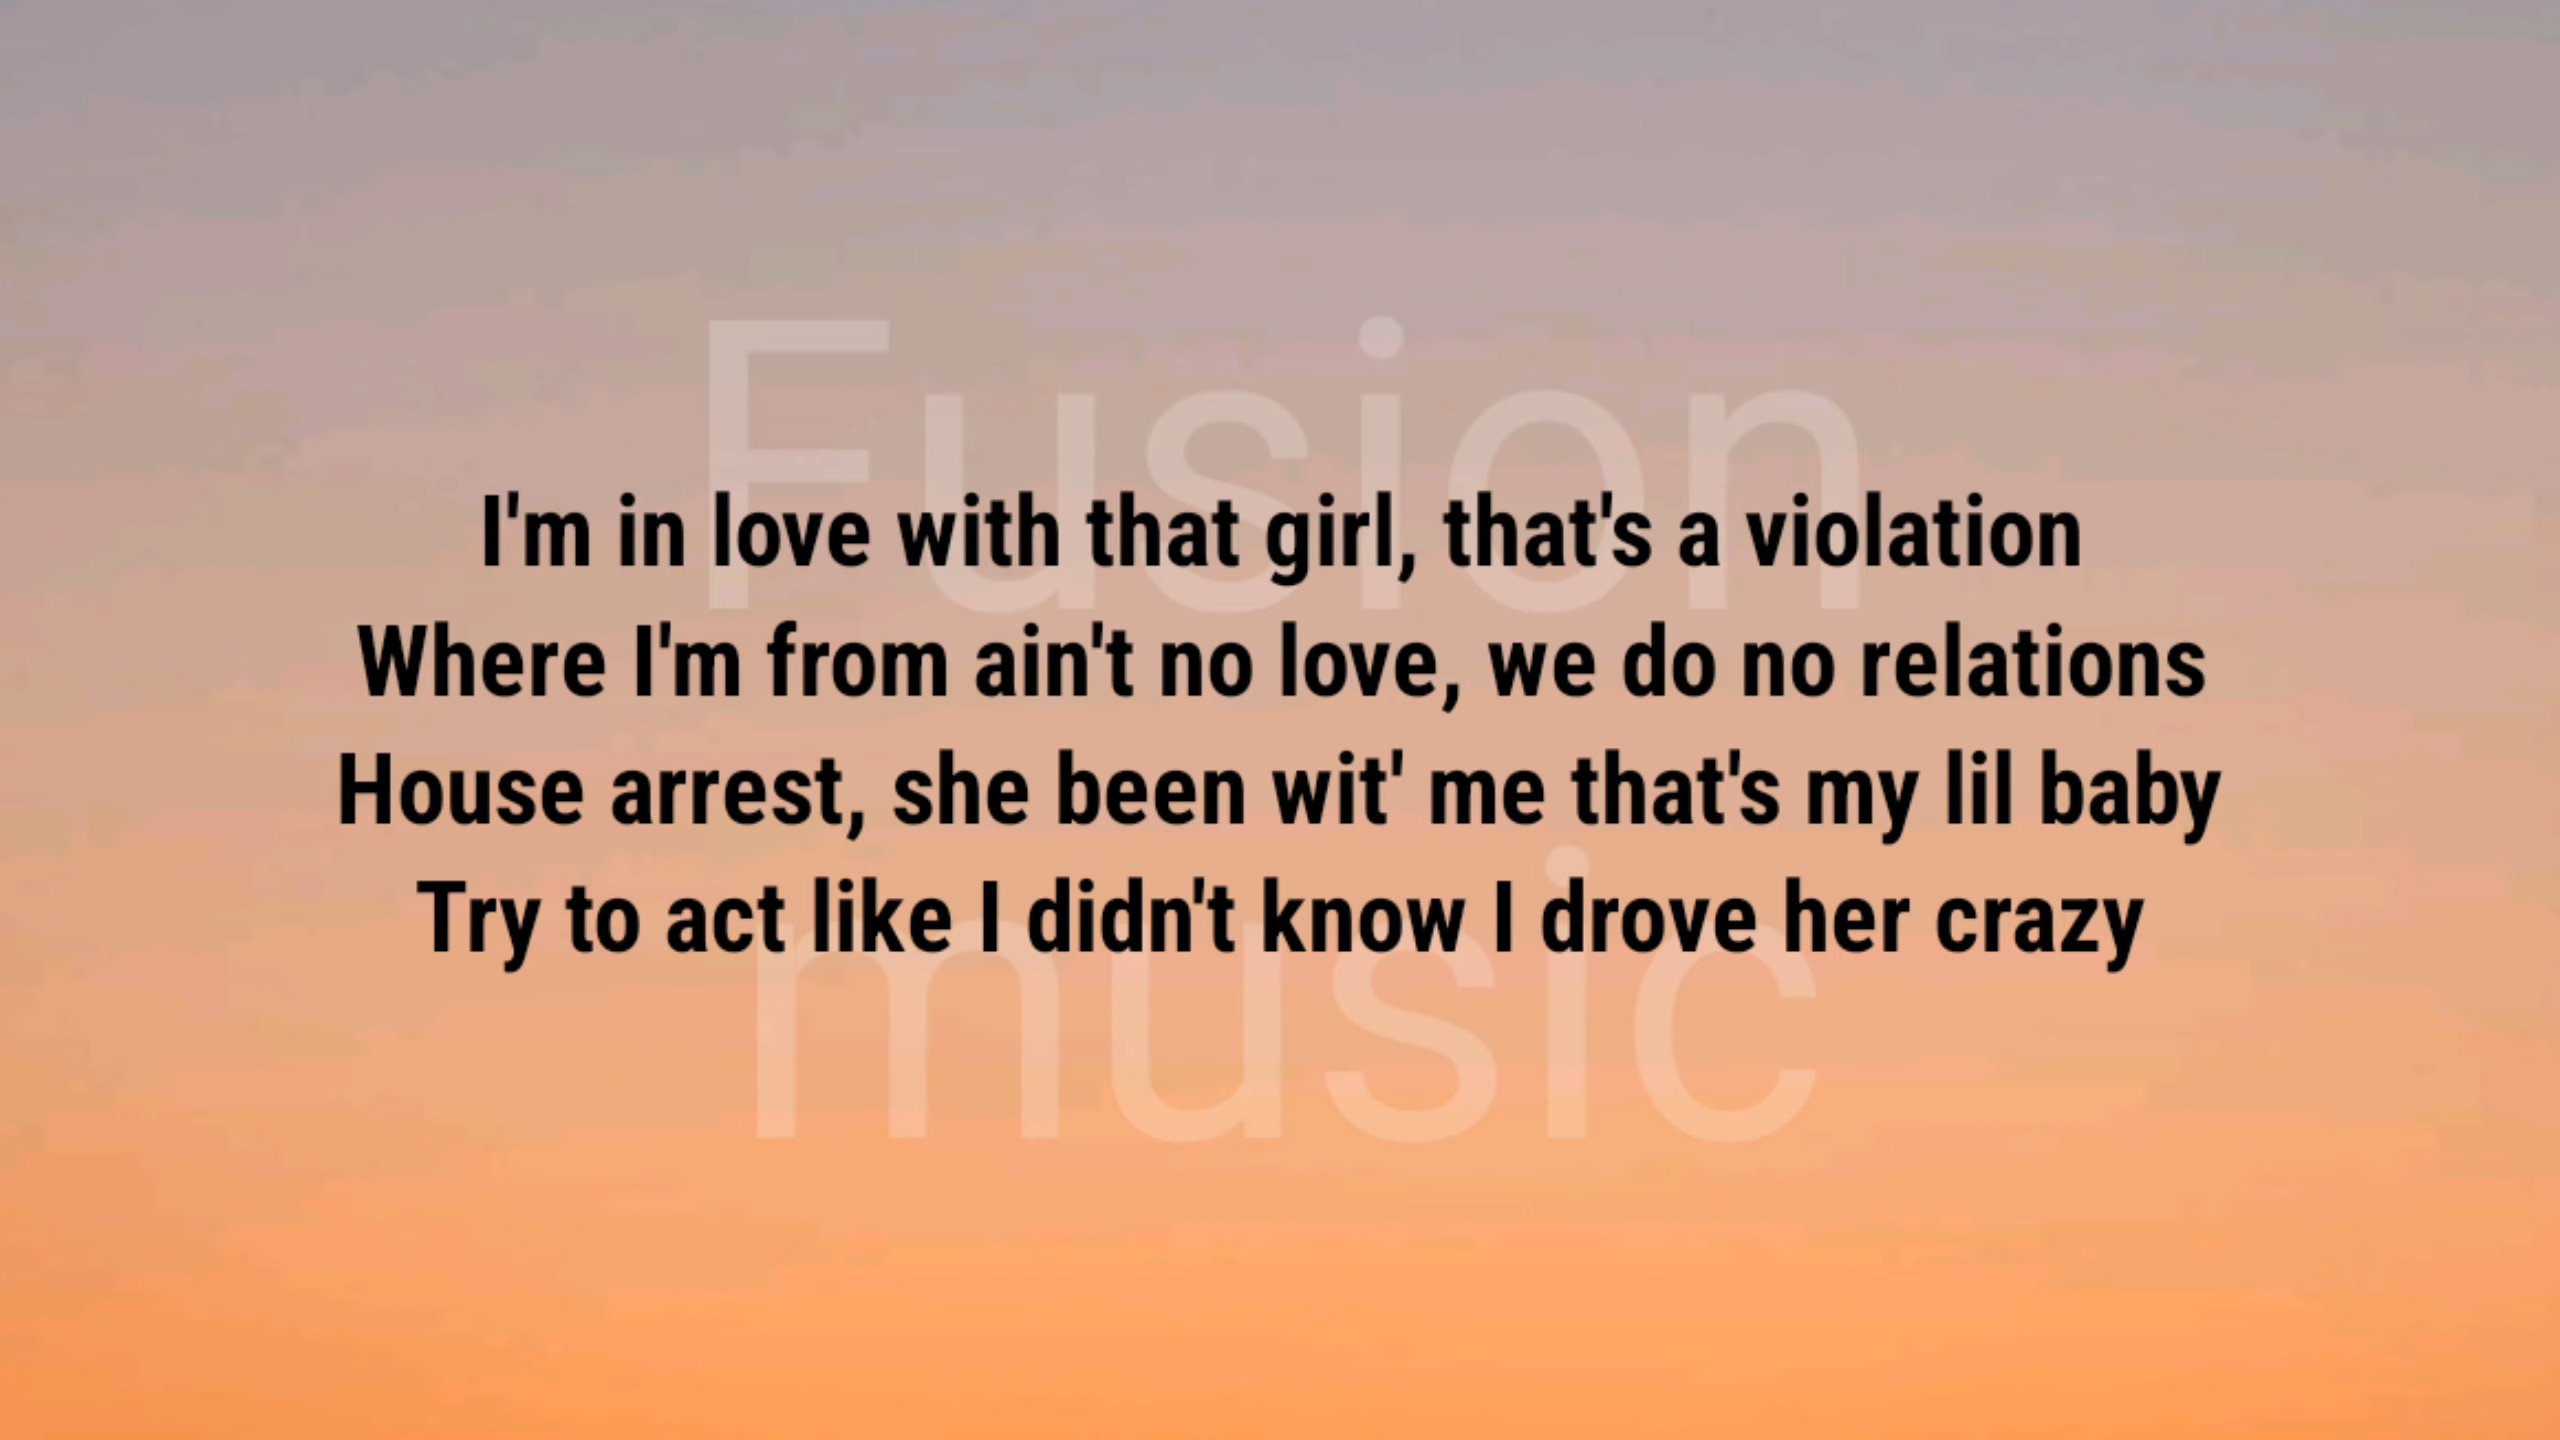 Fusion
I'm in love with that girl, that's a violation
Where I'm from ain't no love, we do no relations
House arrest, she been wit' me that's my lil baby
Try to act like I didn't know I drove her crazy
music